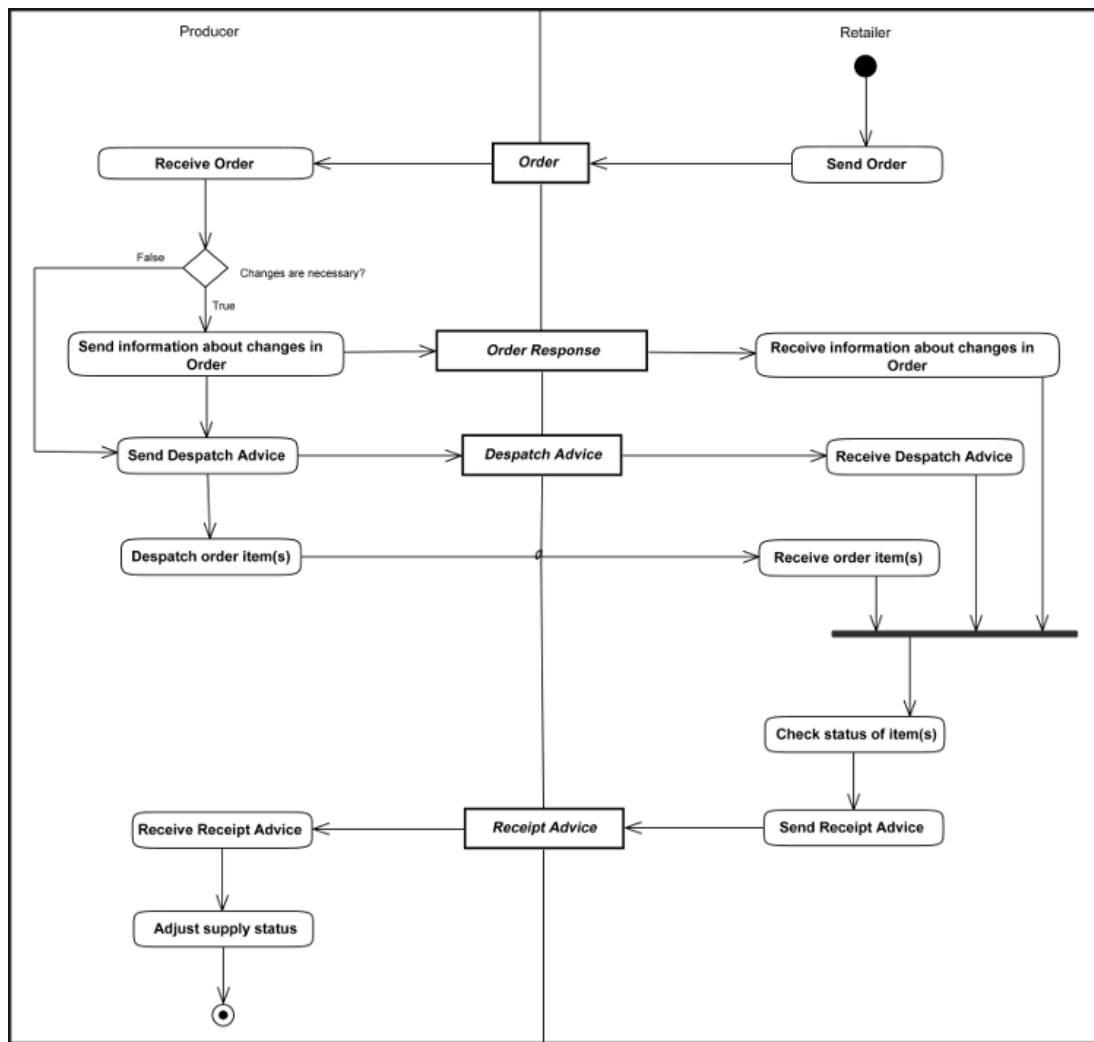 Producer
Retailer
Receive Order
Order
Send Order
False
Changes are necessary?
True
Send information about changes in
Order
Order Response
Receive information about changes in
Order
Send Despatch Advice
Despatch Advice
Receive Despatch Advice
Despatch order item(s)
Receive order item(s)
Check status of item(s)
Receive Receipt Advice
Receipt Advice
Send Receipt Advice
Adjust supply status